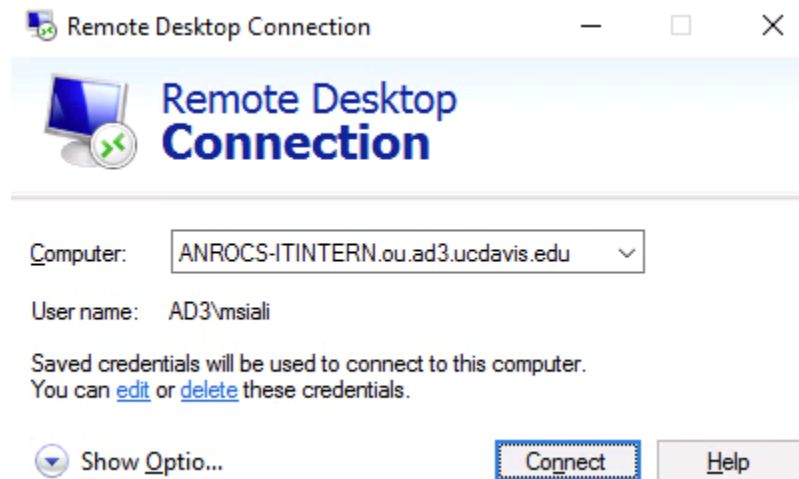 Remote Desktop Connection
Remote Desktop
Connection
Computer: ANROCS-ITINTERN.ou.ad3.ucdavis.edu
User name: AD3\msiali
Saved credentials will be used to connect to this computer.
You can edit or delete these credentials.
Show Optio... Connect Help